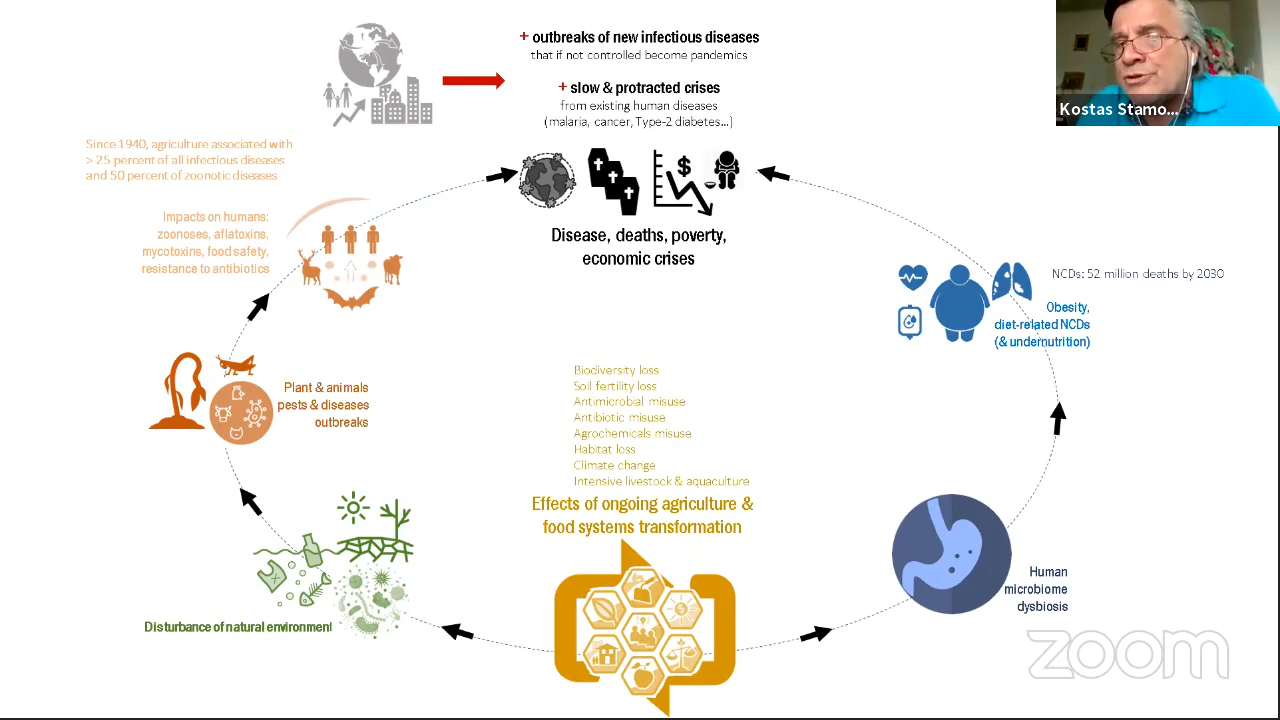 + outbreaks of new infectious diseases
that if not controlled become pandemics
+ slow & protracted crises
from existing human diseases
(malaria, cancer, Type-2 diabetes...)
Kostas Stamo...
Since 1940, agriculture associated with
> 25 percent of all infectious diseases
and 50 percent of zoonotic diseases
$
Disease, deaths, poverty,
economic crises
Impacts on humans:
zoonoses, aflatoxins,
mycotoxins, food safety,
resistance to antibiotics
NCDs: 52 million deaths by 2030
Obesity,
diet-related NCDs
(& undernutrition)
Plant & animals
pests & diseases
outbreaks
Biodiversity loss
Soil fertility loss
Antimicrobial misuse
Antibiotic misuse
Agrochemicals misuse
Habitat loss
Climate change
Intensive livestock & aquaculture
Effects of ongoing agriculture &
food systems transformation
Human
microbiome
dysbiosis
Disturbance of natural environment
zoom